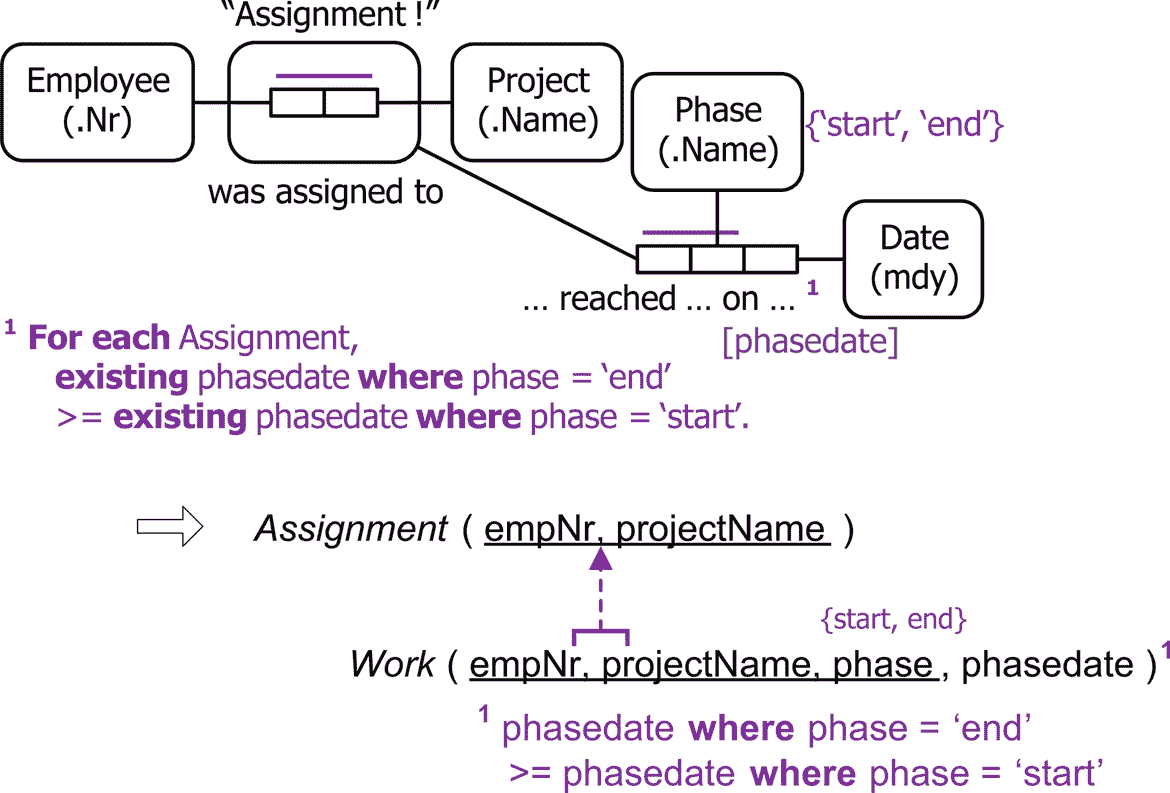 “Assignment !”
Employee
(.Nr)
Project
(.Name)
Phase
(.Name)
{‘start’, ‘end’}
was assigned to
Date
(mdy)
... reached ... on ... 1
[phasedate]
1 For each Assignment,
existing phasedate where phase = ‘end’
>= existing phasedate where phase = ‘start’.
Assignment ( empNr, projectName )
{start, end}
Work ( empNr, projectName, phase , phasedate )1
1 phasedate where phase = ‘end’
>= phasedate where phase = ‘start’